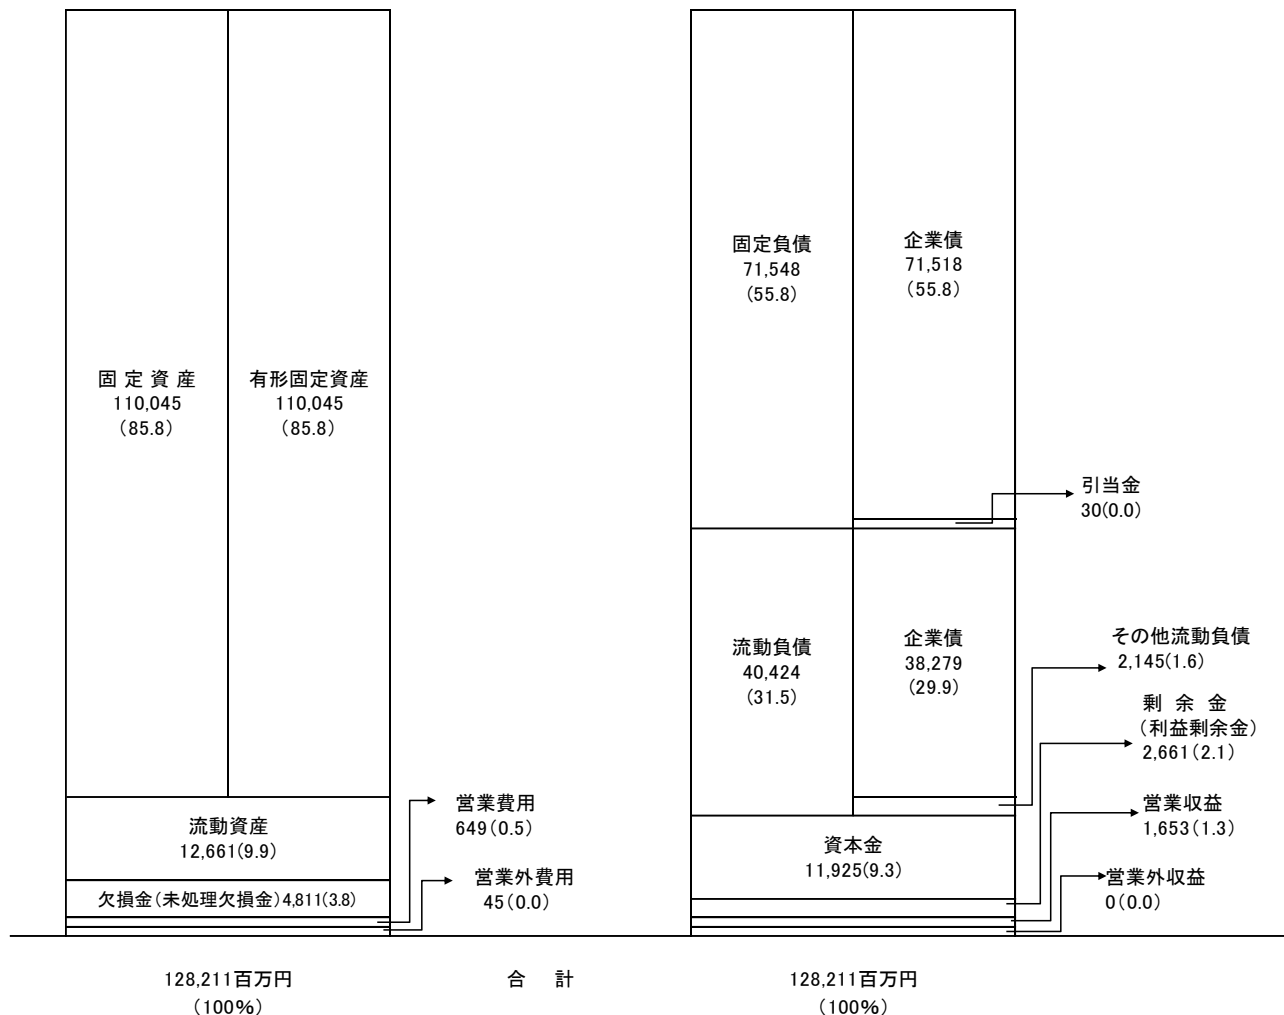 固 定 資 産
110,045
(85.8)
有形固定資産
110,045
(85.8)
流動資産
12,661(9.9)
欠損金(未処理欠損金)4,811(3.8)
営業費用
649(0.5)
営業外費用
45(0.0)
固定負債
71,548
(55.8)
企業債
71,518
(55.8)
引当金
30(0.0)
流動負債
40,424
(31.5)
企業債
38,279
(29.9)
その他流動負債
2,145(1.6)
剰 余 金
(利益剰余金)
2,661(2.1)
資本金
11,925(9.3)
営業収益
1,653(1.3)
営業外収益
0(0.0)
128,211百万円
(100%)
合 計
128,211百万円
(100%)